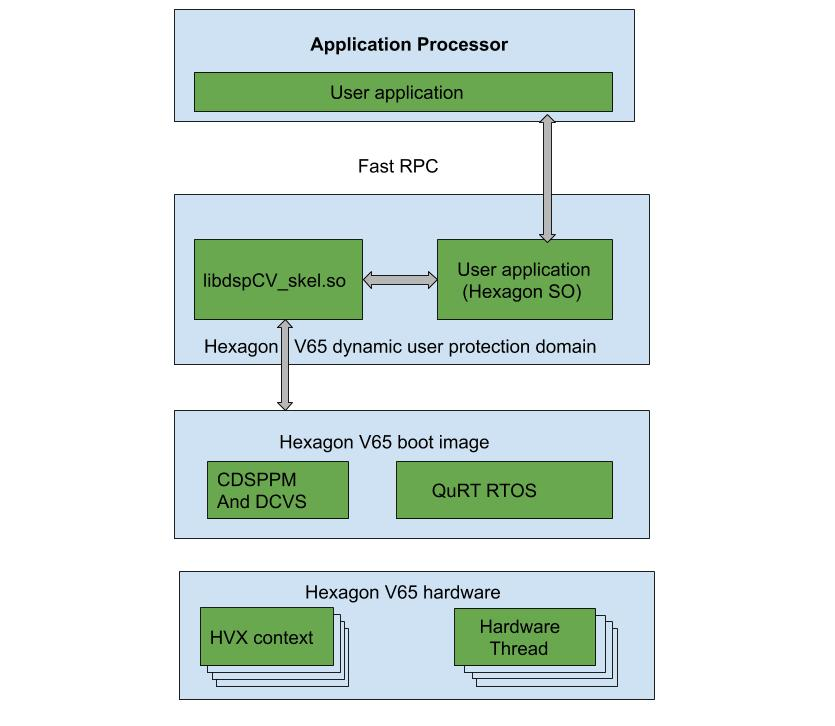 Application Processor
User application
Fast RPC
libdspCV_skel.so
User application
(Hexagon SO)
Hexagon V65 dynamic user protection domain
Hexagon V65 boot image
CDSPPM
And DCVS
QuRT RTOS
Hexagon V65 hardware
HVX context
Hardware
Thread